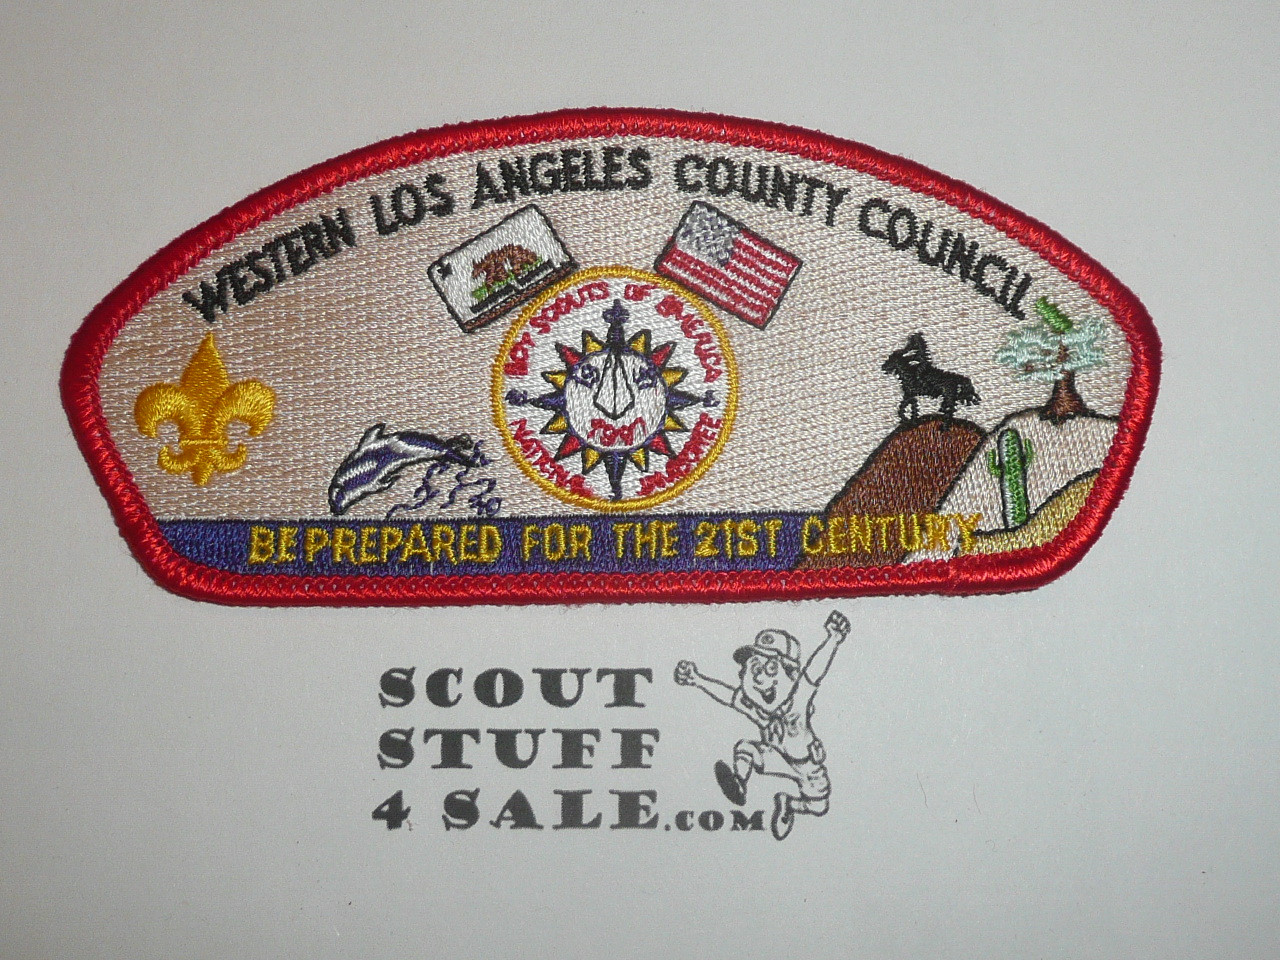 WESTERN LOS ANGELES COUNTY COUNCIL
BOY SCOUTS OF AMERICA
1997
NATIONAL JAMBOREE
BE PREPARED FOR THE 21ST CENTURY
SCOUT
STUFF
4 SALE.COM